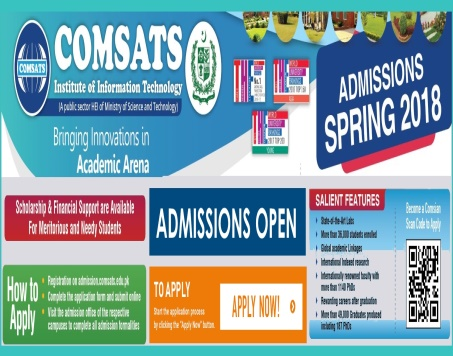 COMSATS
COMSATS
Institute of Information Technology
(A public sector HEI of Ministry of Science and Technology)
Bringing Innovations in
Academic Arena
ADMISSIONS
SPRING 2018
Scholarship & Financial Support are Available
For Meritorious and Needy Students
ADMISSIONS OPEN
How to
Apply
Registration on admission.comsats.edu.pk
Complete the application form and submit online
Visit the admission office of the respective
campuses to complete all admission formalities
TO APPLY
Start the application process
by clicking the "Apply Now" button.
APPLY NOW!
SALIENT FEATURES
State-of-the-Art Labs
More than 36,000 students enrolled
Global academic Linkages
International Indexed research
Internationally renowned faculty with
more than 1140 PhDs
Rewarding careers after graduation
More than 49,000 Graduates produced
including 187 PhDs
Become a Comsian
Scan Code to Apply